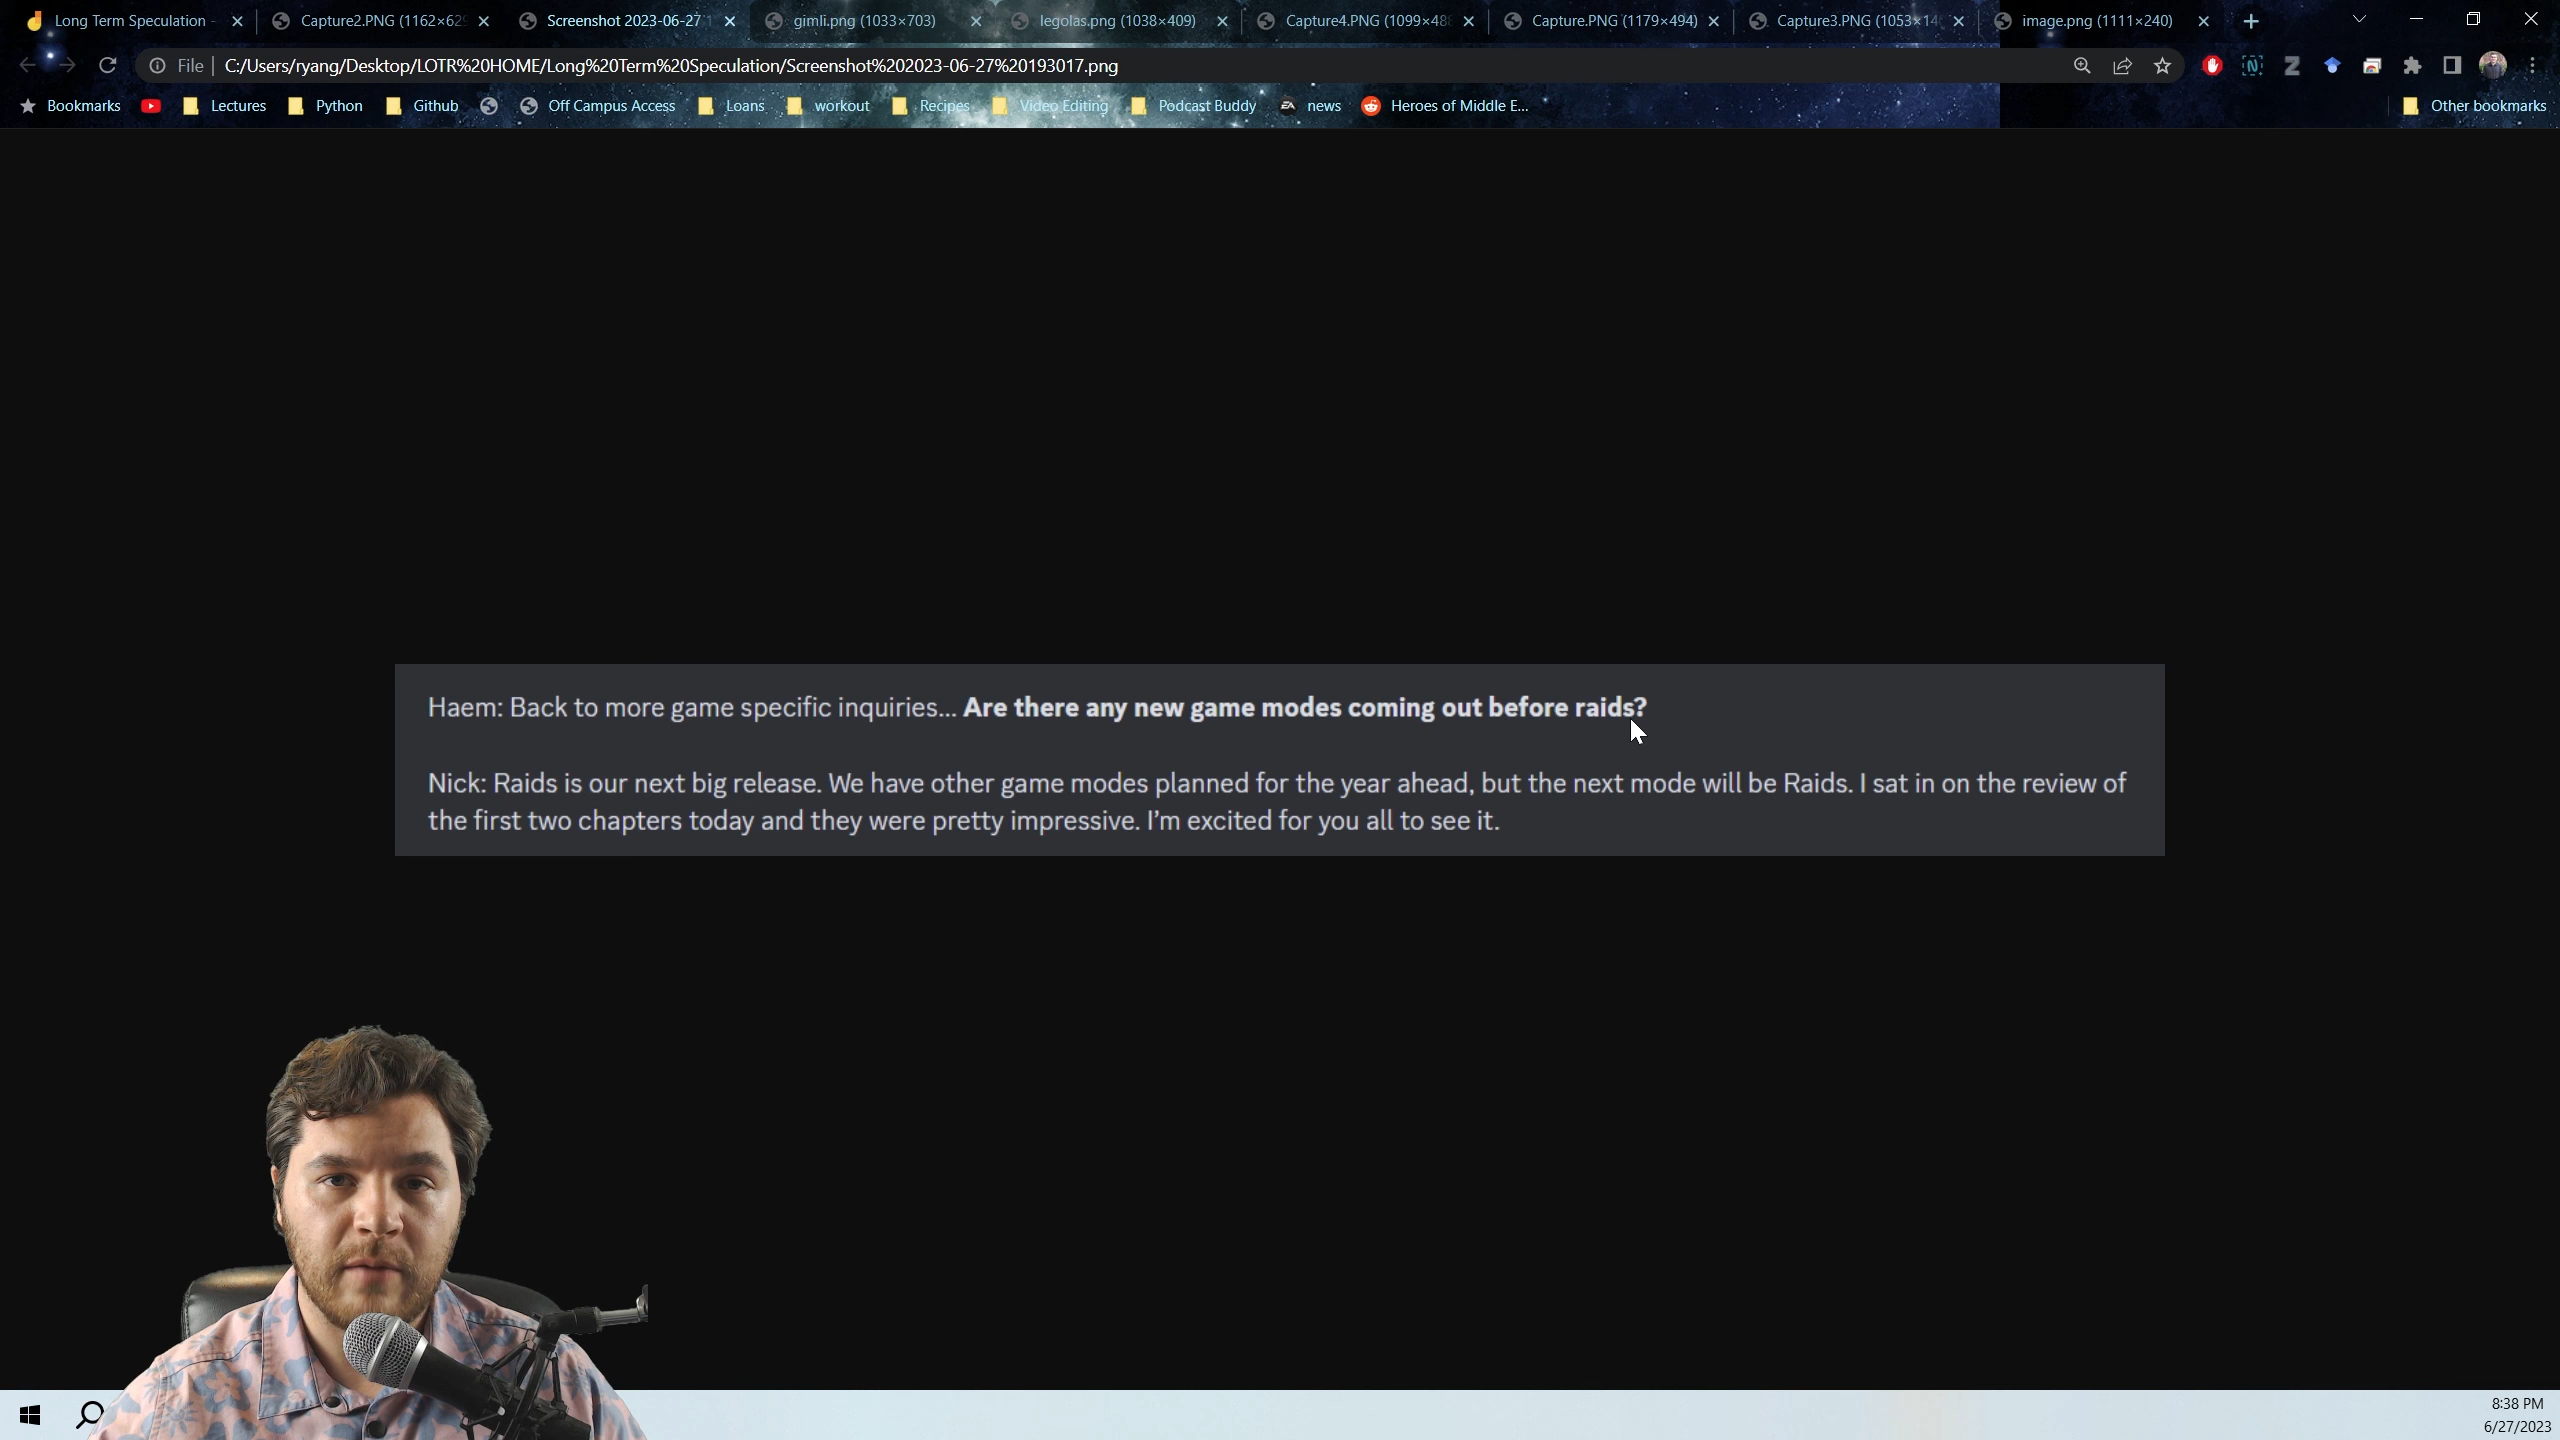 Long Term Speculation -
Capture2.PNG (1162×629
Screenshot 2023-06-27 1
gimli.png (1033×703)
legolas.png (1038×409)
Capture4.PNG (1099×488
Capture.PNG (1179×494)
Capture3.PNG (1053×14
image.png (1111×240)
File | C:/Users/ryang/Desktop/LOTR%20HOME/Long%20Term%20Speculation/Screenshot%202023-06-27%20193017.png
Bookmarks Lectures Python Github Off Campus Access Loans workout Recipes Video Editing Podcast Buddy EA news Heroes of Middle E... Other bookmarks
Haem: Back to more game specific inquiries... Are there any new game modes coming out before raids?
Nick: Raids is our next big release. We have other game modes planned for the year ahead, but the next mode will be Raids. I sat in on the review of
the first two chapters today and they were pretty impressive. I'm excited for you all to see it.
8:38 PM
6/27/2023